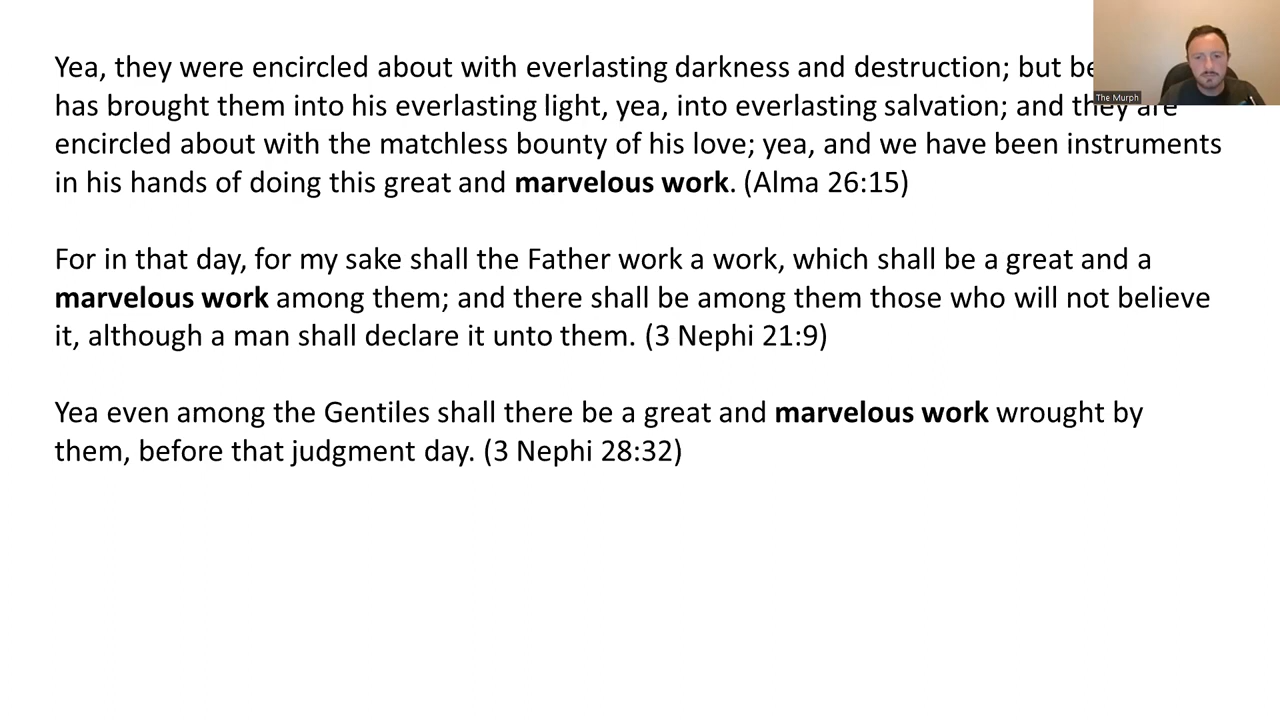 Yea, they were encircled about with everlasting darkness and destruction; but
has brought them into his everlasting light, yea, into everlasting salvation; and they are
encircled about with the matchless bounty of his love; yea, and we have been instruments
in his hands of doing this great and marvelous work. (Alma 26:15)
For in that day, for my sake shall the Father work a work, which shall be a great and a
marvelous work among them; and there shall be among them those who will not believe
it, although a man shall declare it unto them. (3 Nephi 21:9)
Yea even among the Gentiles shall there be a great and marvelous work wrought by
them, before that judgment day. (3 Nephi 28:32)
The Murph